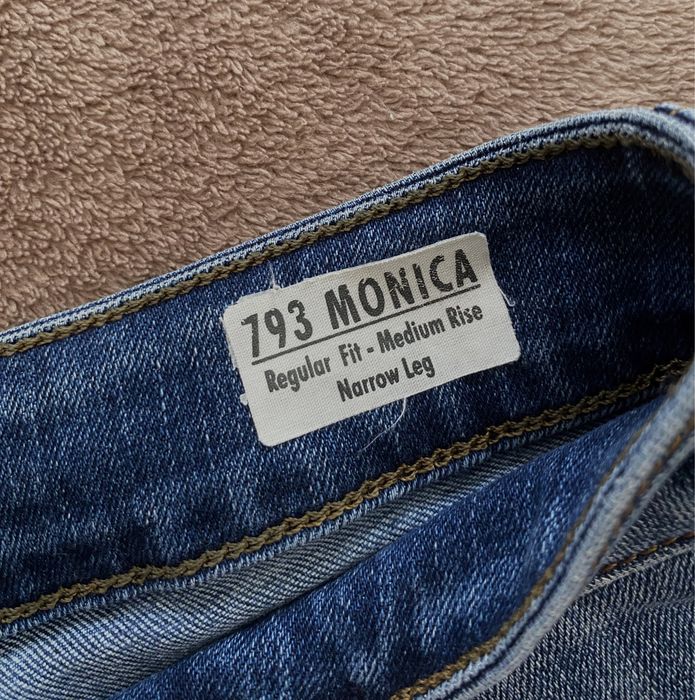 793 MONICA
Regular Fit - Medium Rise
Narrow Leg